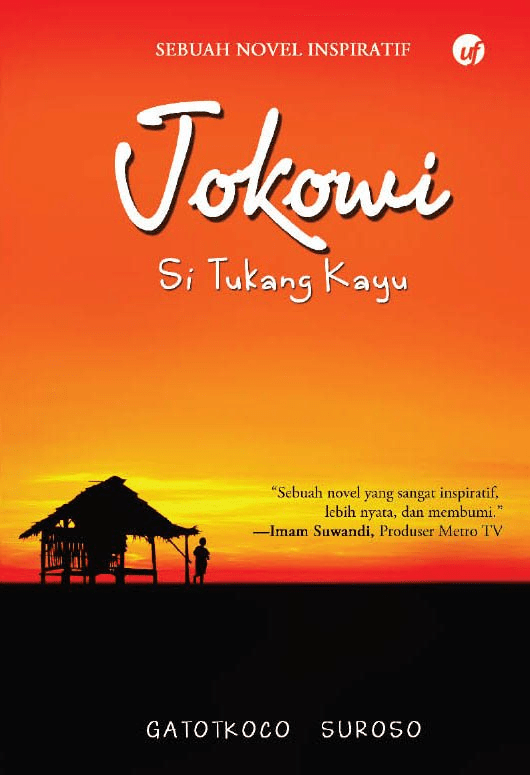 SEBUAH NOVEL INSPIRATIF
uf
Jokowi
Si Tukang Kayu
“Sebuah novel yang sangat inspiratif,
lebih nyata, dan membumi.”
—Imam Suwandi, Produser Metro TV
GATOTKOCO SUROSO